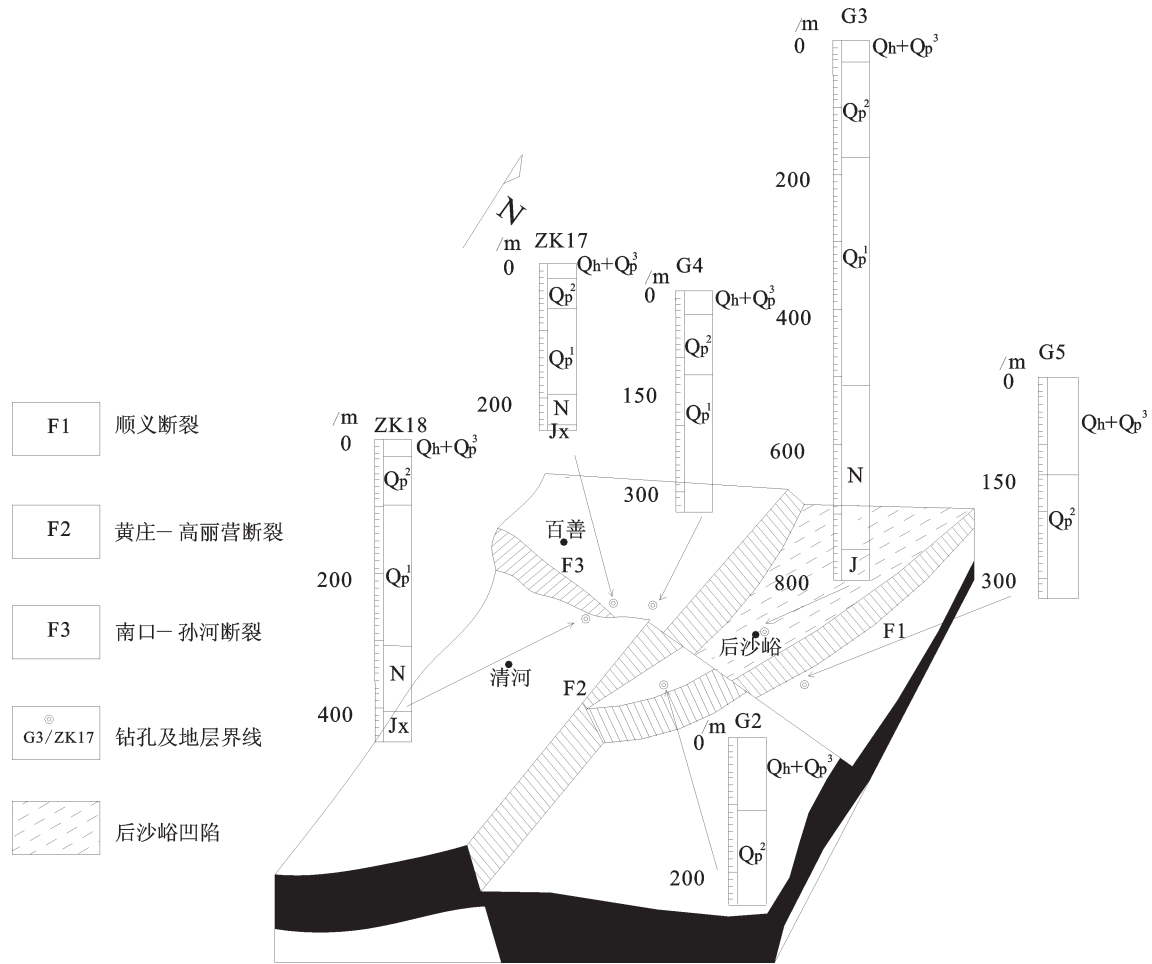 G3
/m
0
Qh+Qp³
Qp²
200
Qp¹
400
600
N
J
800
N
ZK17
/m
0
Qh+Qp³
Qp²
Qp¹
200
N
Jx
G4
/m
0
Qh+Qp³
Qp²
150
Qp¹
300
G5
/m
0
Qh+Qp³
150
Qp²
300
ZK18
/m
0
Qh+Qp³
Qp²
200
Qp¹
N
400
Jx
F1 顺义断裂
F2 黄庄—高丽营断裂
F3 南口—孙河断裂
G3/ZK17 钻孔及地层界线
后沙峪凹陷
百善
F3
清河
F2
后沙峪
F1
G2
/m
0
Qh+Qp³
Qp²
200